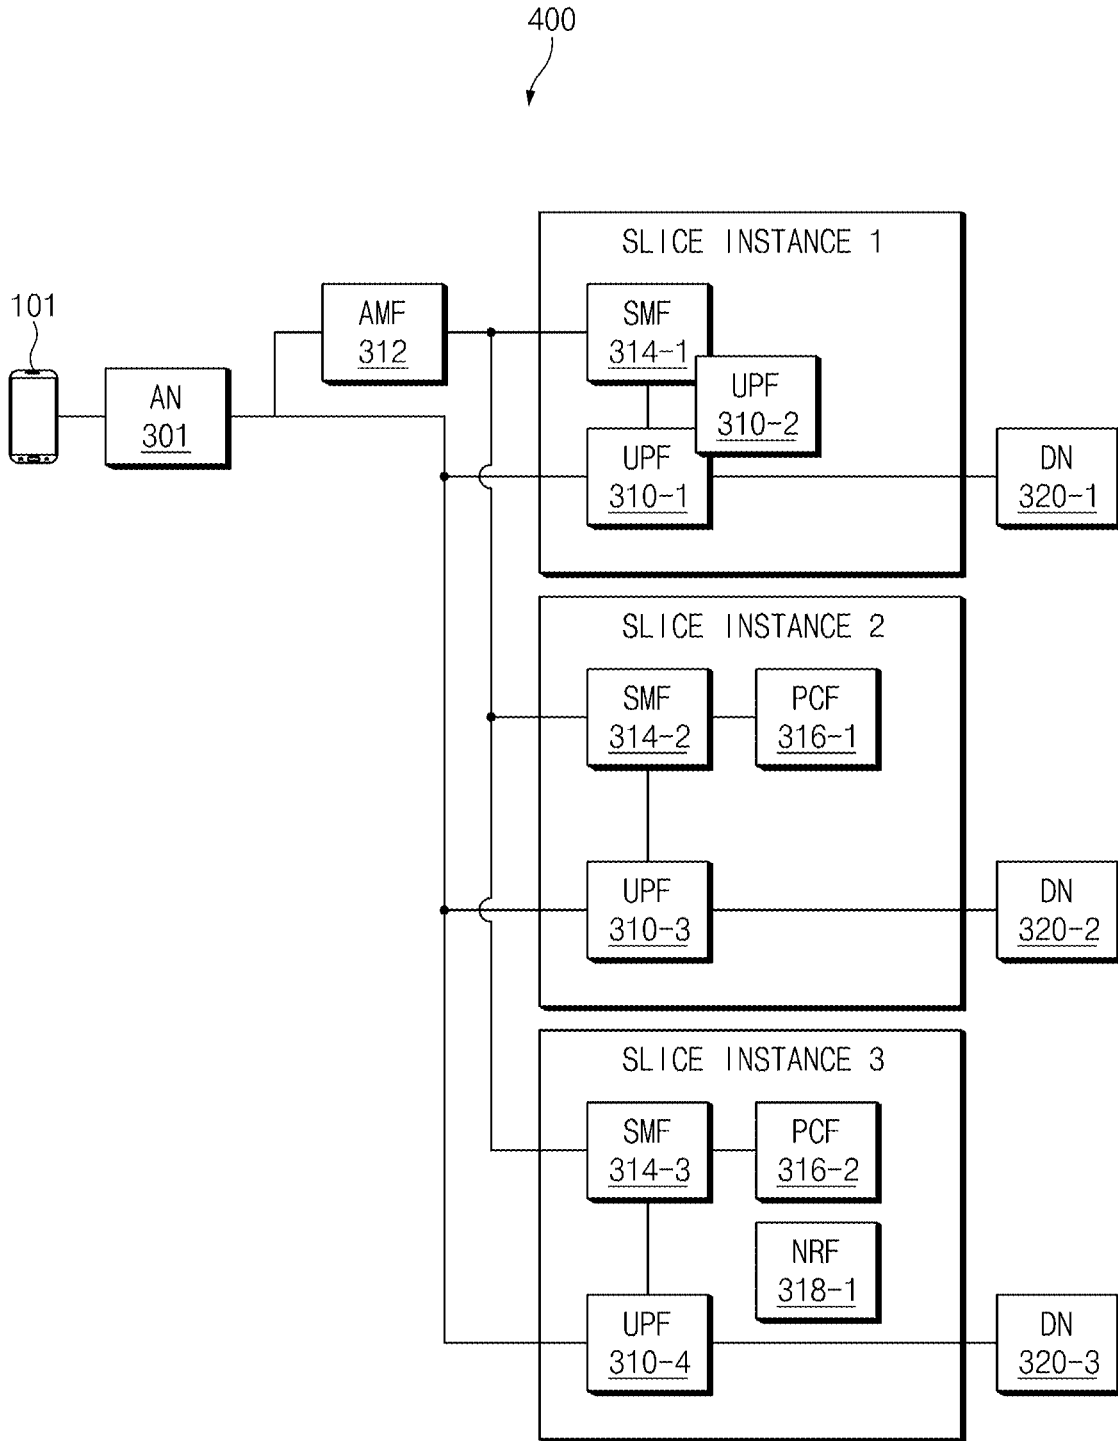 400
SLICE INSTANCE 1
101
AMF
312
SMF
314-1
AN
301
UPF
310-2
UPF
310-1
DN
320-1
SLICE INSTANCE 2
SMF
314-2
PCF
316-1
UPF
310-3
DN
320-2
SLICE INSTANCE 3
SMF
314-3
PCF
316-2
NRF
318-1
UPF
310-4
DN
320-3